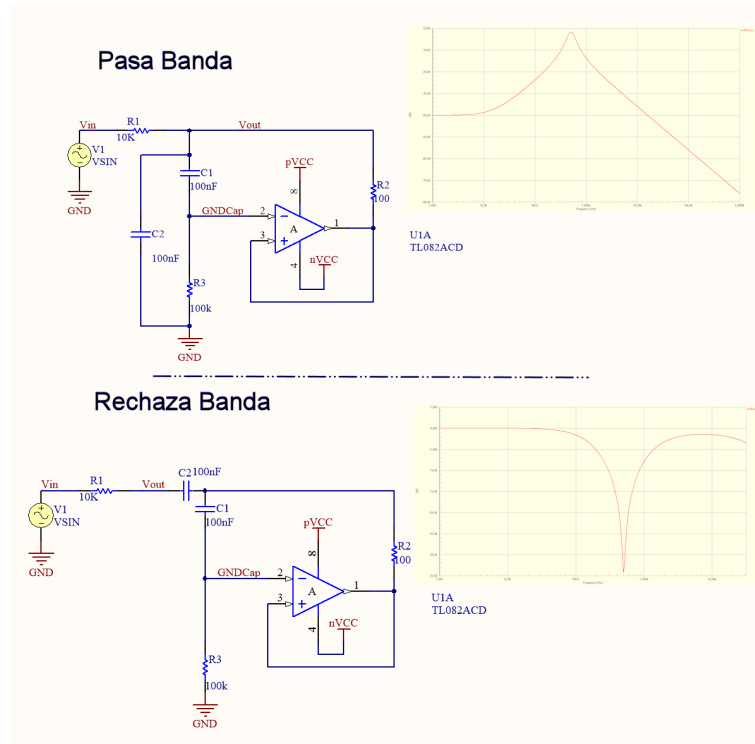 Pasa Banda
Vin
R1
10K
Vout
V1
VSIN
GND
C1
100nF
C2
100nF
GNDCap
2
3
A
1
8
4
pVCC
nVCC
R2
100
R3
100k
GND
U1A
TL082ACD
Rechaza Banda
Vin
R1
10K
Vout
C2
100nF
V1
VSIN
GND
C1
100nF
GNDCap
2
3
A
1
8
4
pVCC
nVCC
R2
100
R3
100k
GND
U1A
TL082ACD